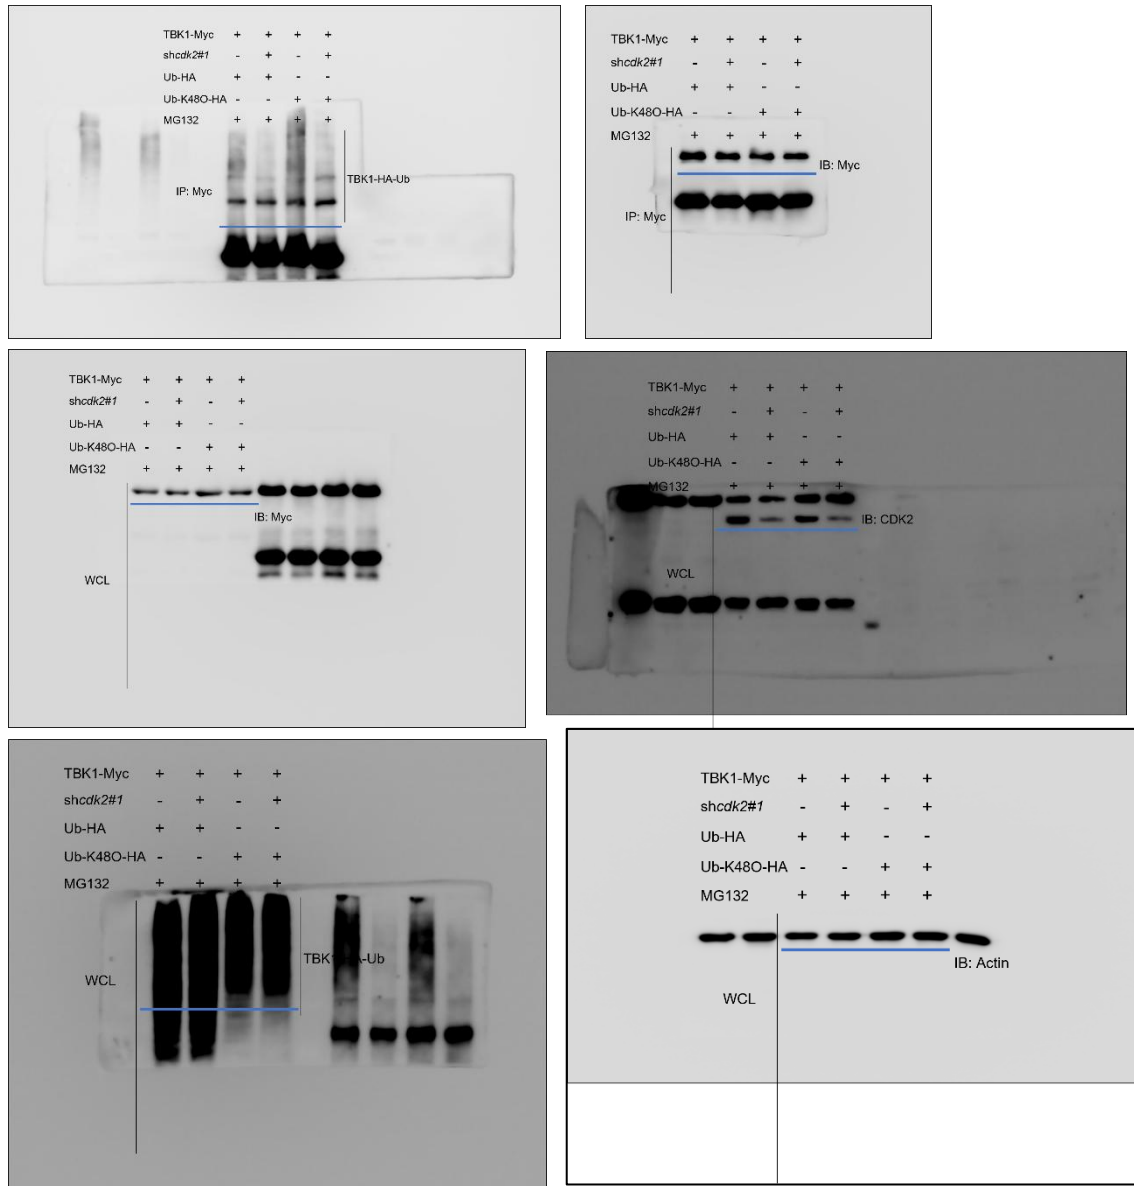 TBK1-Myc + + + +
shcdk2#1 - + - +
Ub-HA + + - -
Ub-K48O-HA - - + +
MG132 + + + +
TBK1-HA-Ub
IP: Myc
TBK1-Myc + + + +
shcdk2#1 - + - +
Ub-HA + + - -
Ub-K48O-HA - - + +
MG132 + + + +
IB: Myc
IP: Myc
TBK1-Myc + + + +
shcdk2#1 - + - +
Ub-HA + + - -
Ub-K48O-HA - - + +
MG132 + + + +
IB: Myc
WCL
TBK1-Myc + + + +
shcdk2#1 - + - +
Ub-HA + + - -
Ub-K48O-HA - - + +
MG132 + + + +
IB: CDK2
WCL
TBK1-Myc + + + +
shcdk2#1 - + - +
Ub-HA + + - -
Ub-K48O-HA - - + +
MG132 + + + +
TBK1-HA-Ub
WCL
TBK1-Myc + + + +
shcdk2#1 - + - +
Ub-HA + + - -
Ub-K48O-HA - - + +
MG132 + + + +
IB: Actin
WCL